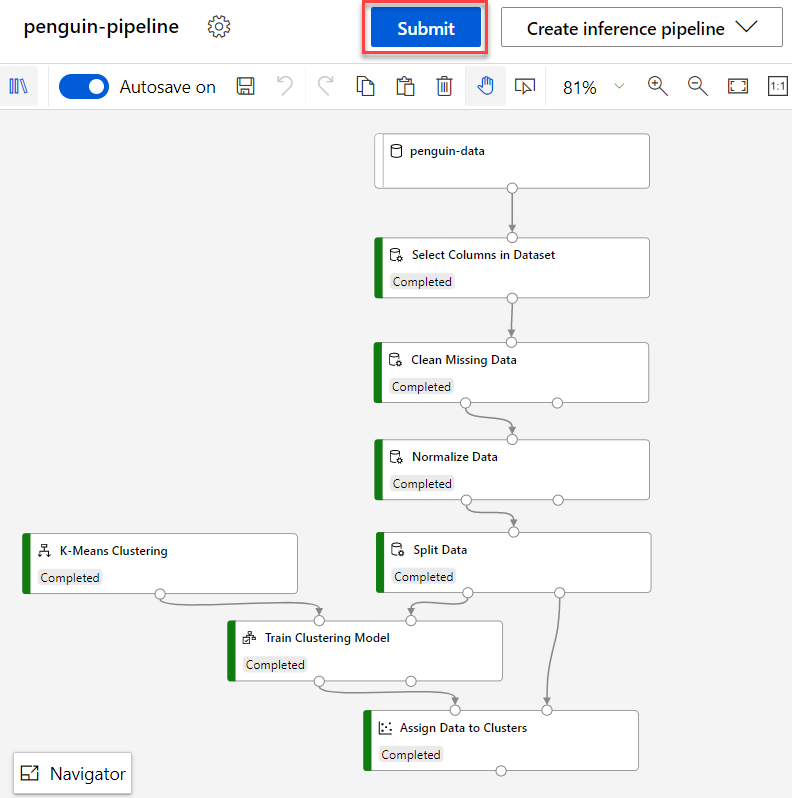 penguin-pipeline
Submit
Create inference pipeline
Autosave on
81%
1:1
penguin-data
Select Columns in Dataset
Completed
Clean Missing Data
Completed
Normalize Data
Completed
K-Means Clustering
Completed
Split Data
Completed
Train Clustering Model
Completed
Assign Data to Clusters
Completed
Navigator